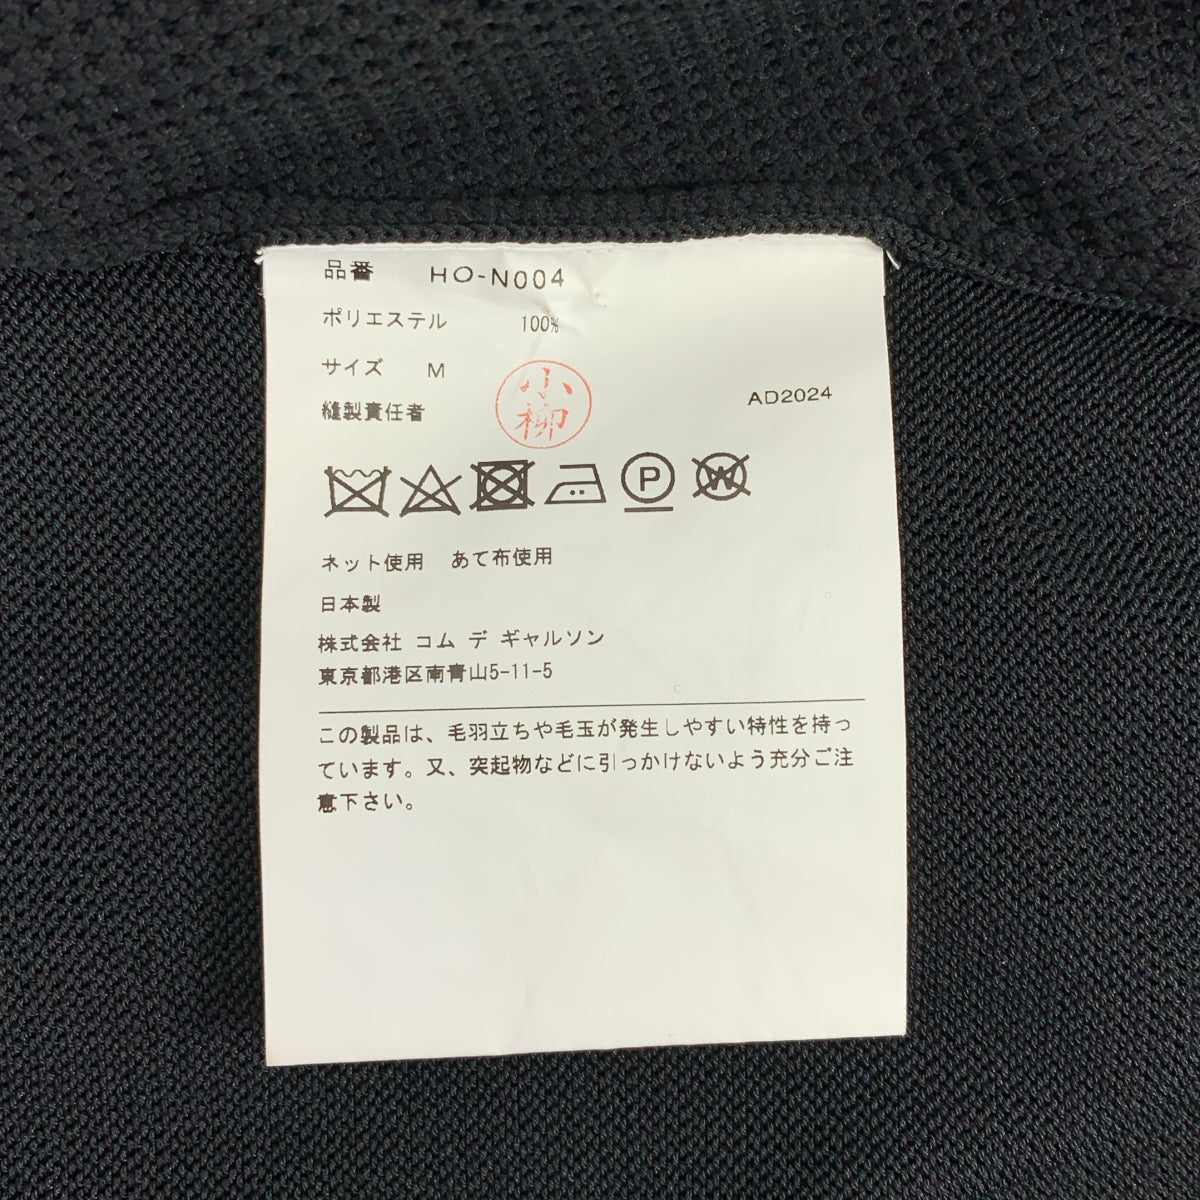 品番 HO-N004
ポリエステル 100%
サイズ M
縫製責任者 小柳 AD2024
P W
ネット使用 あて布使用
日本製
株式会社 コム デ ギャルソン
東京都港区南青山5-11-5
この製品は、毛羽立ちや毛玉が発生しやすい特性を持っ
ています。又、突起物などに引っかけないよう充分ご注
意下さい。